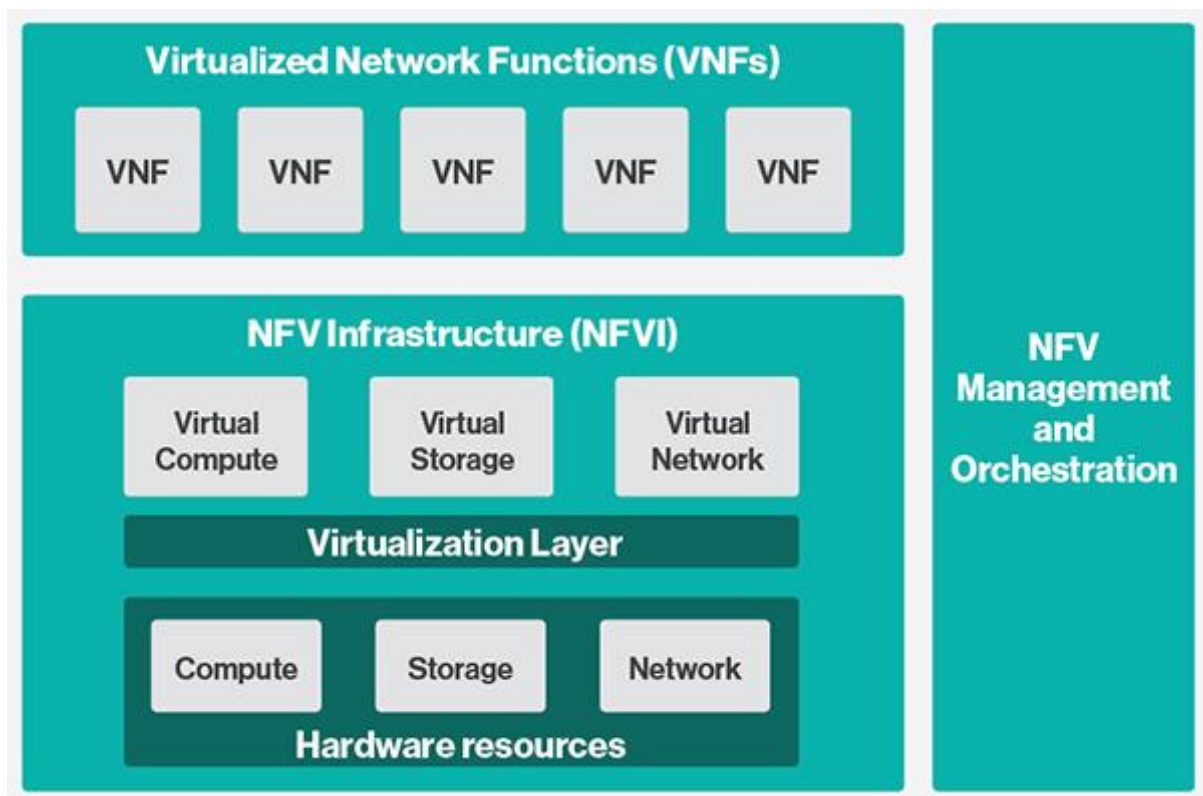 Virtualized Network Functions (VNFs)
VNF
VNF
VNF
VNF
VNF
NFV Infrastructure (NFVI)
Virtual
Compute
Virtual
Storage
Virtual
Network
Virtualization Layer
Compute
Storage
Network
Hardware resources
NFV
Management
and
Orchestration